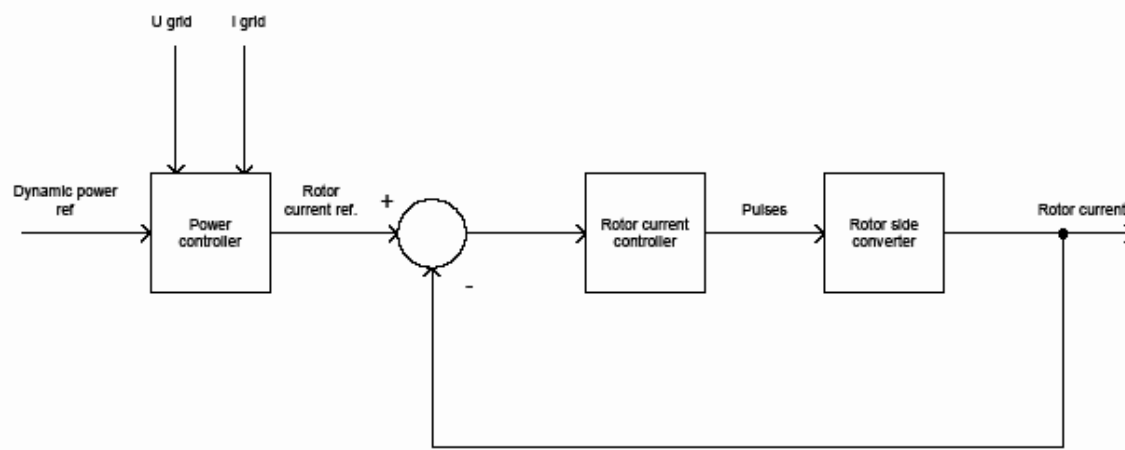 U grid
I grid
Dynamic power
ref
Power
controller
Rotor
current ref.
+
-
Rotor current
controller
Pulses
Rotor side
converter
Rotor current